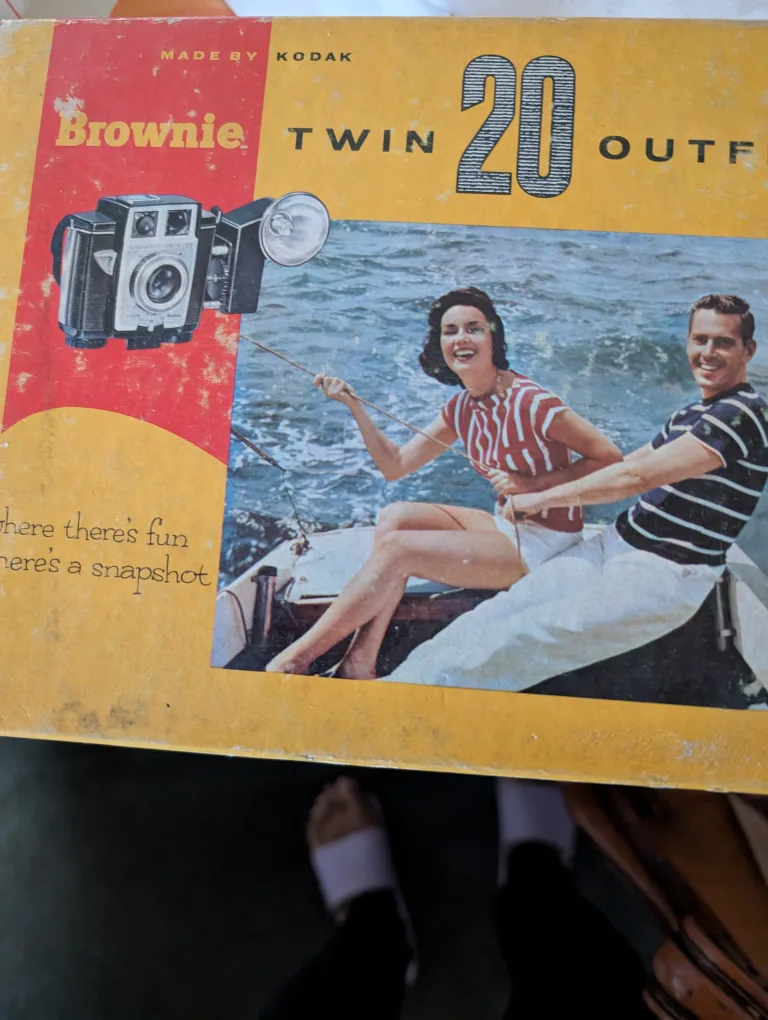 MADE BY KODAK
Brownie TWIN 20 OUTF
here there's fun
here's a snapshot